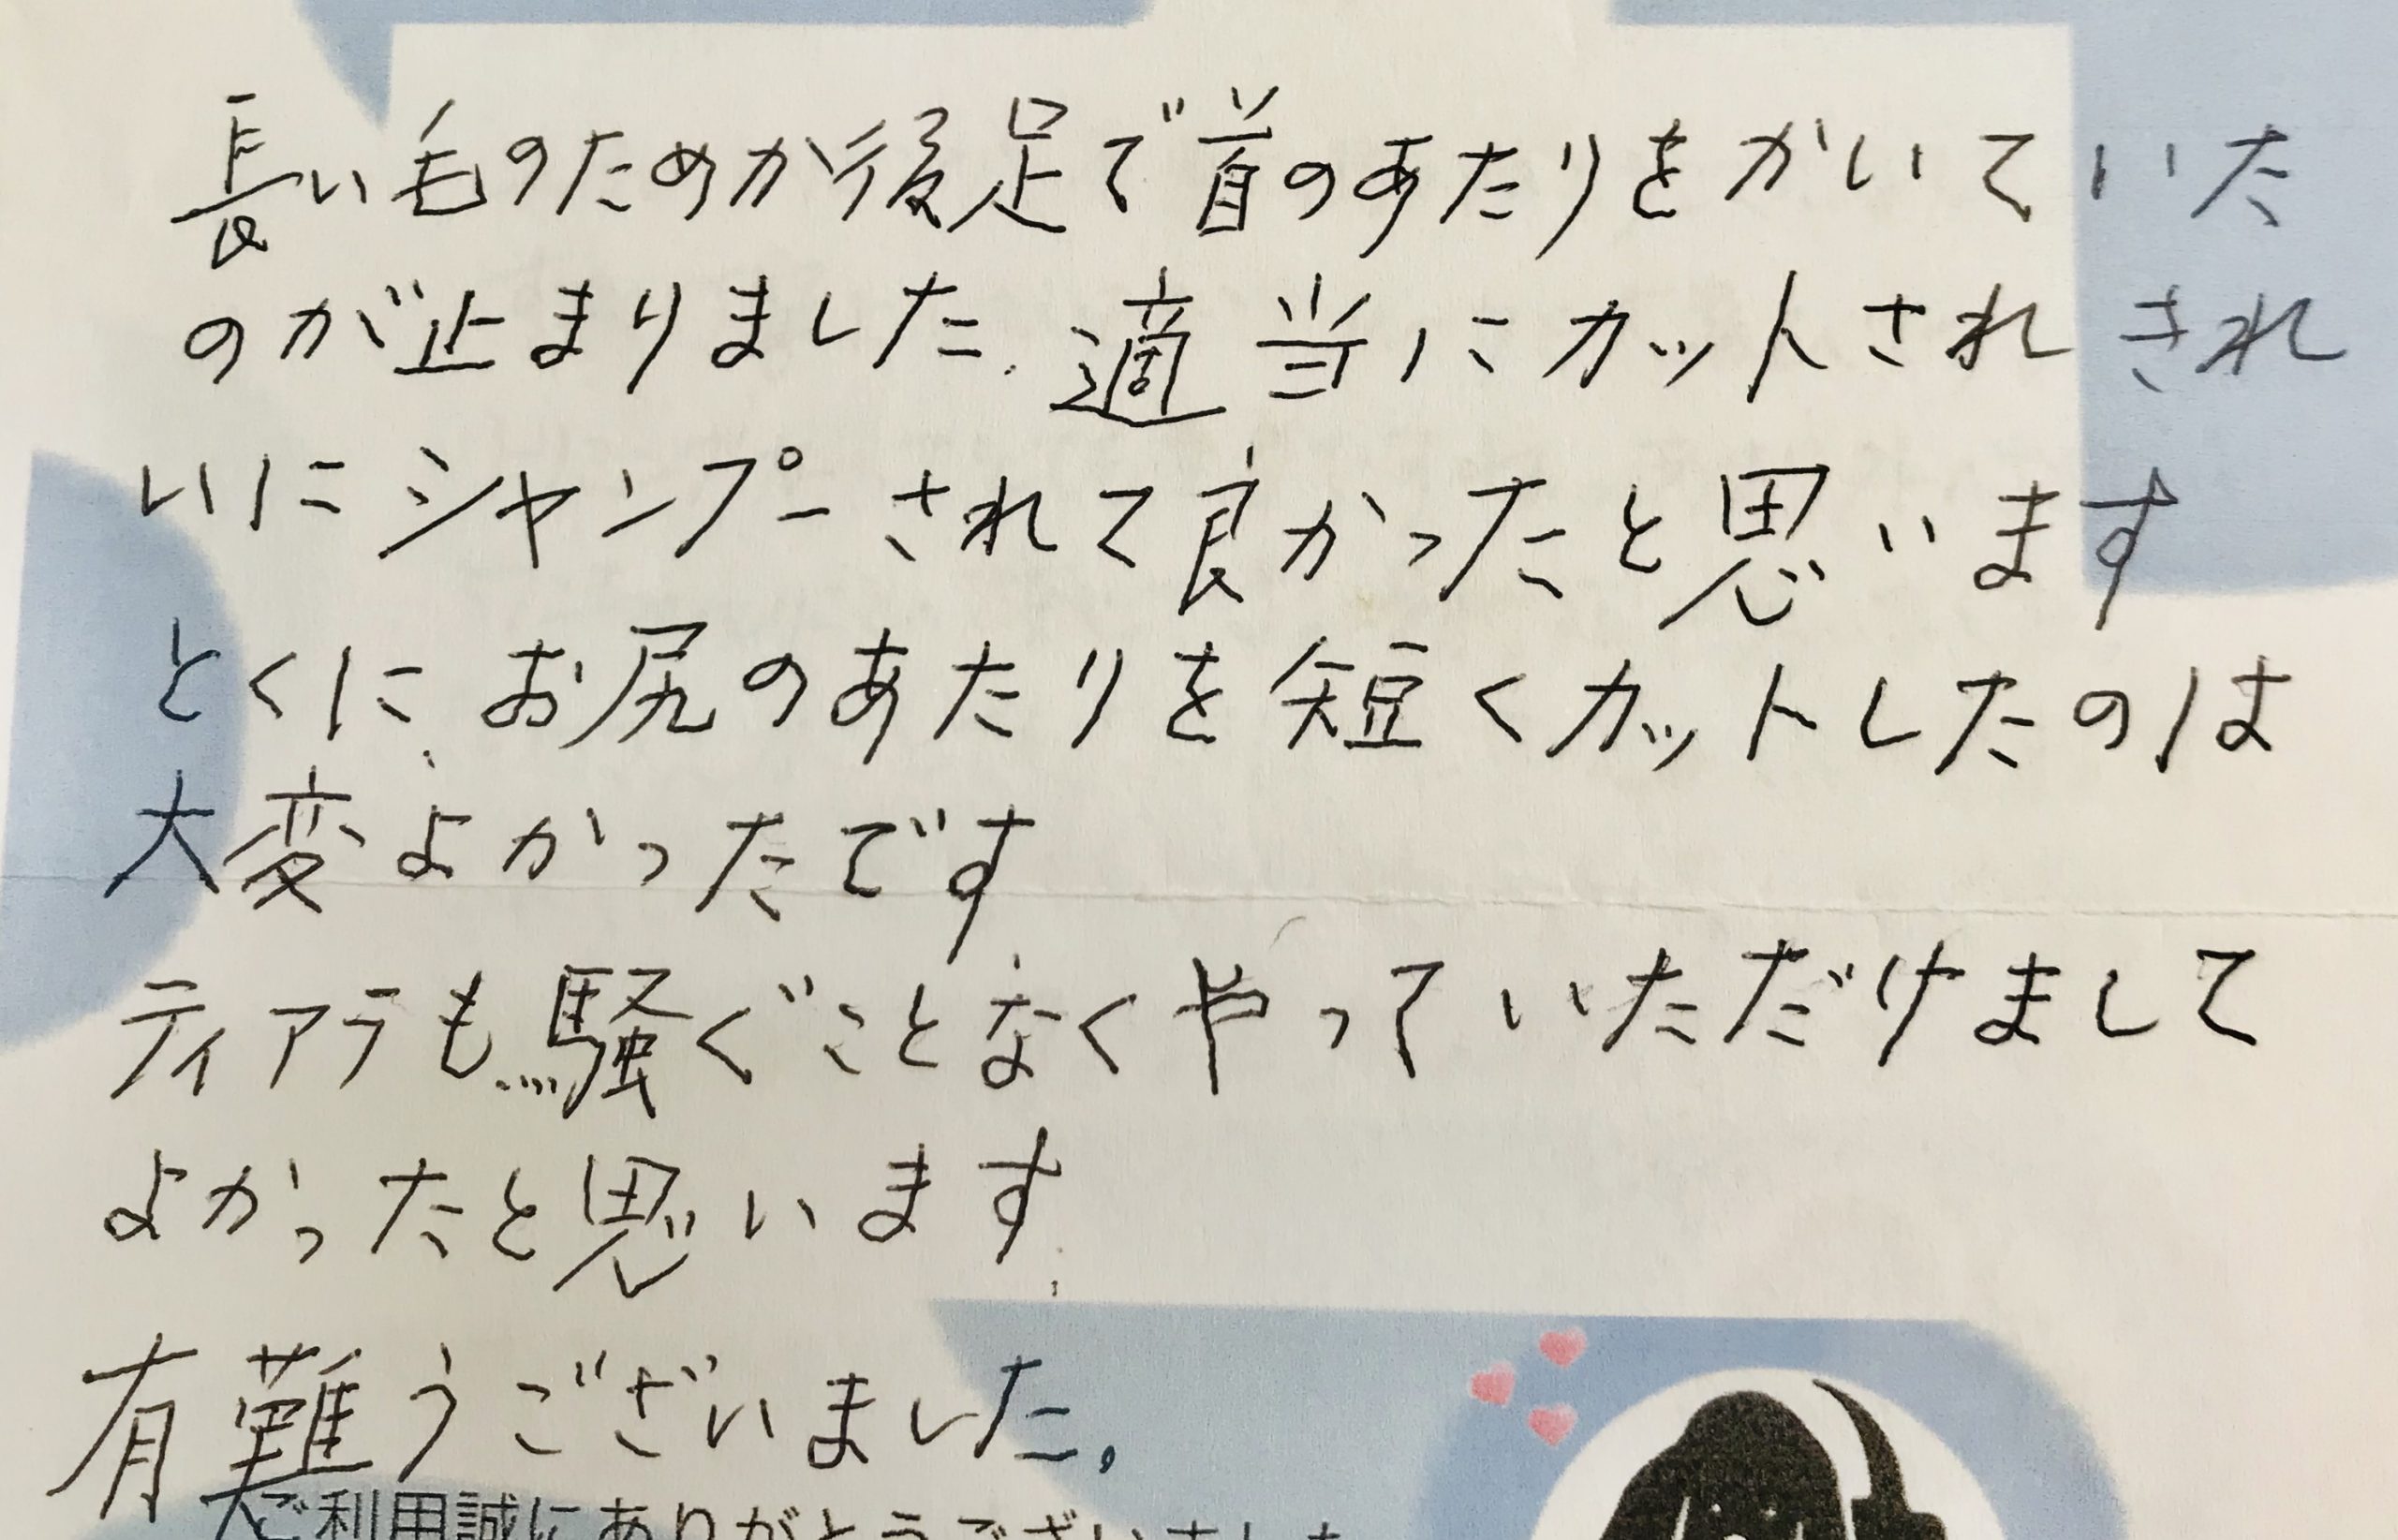 長い毛のためか後足で首のあたりをかいていた
のが止まりました.適当にカットされきれ
いにシャンプーされて良かったと思います
とくに、お尻のあたりを短くカットしたのは
大変よかったです
ティアラも騒ぐことなくやっていただけまして
よかったと思います.
有難うございました。
ご利用誠にありがとうございました